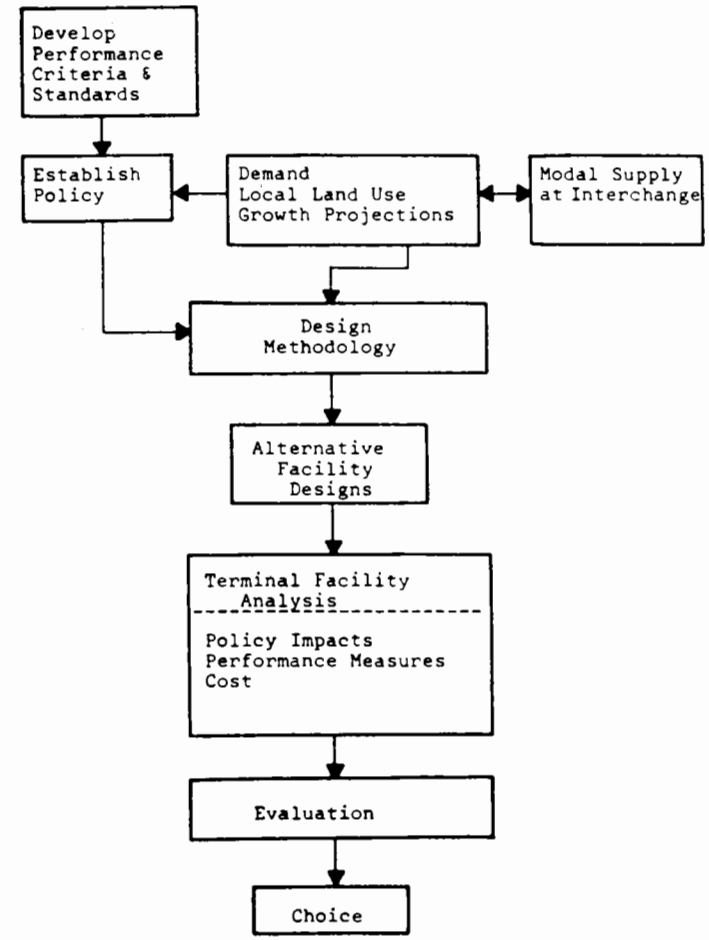 Develop
Performance
Criteria &
Standards
Establish
Policy
Demand
Local Land Use
Growth Projections
Modal Supply
at Interchange
Design
Methodology
Alternative
Facility
Designs
Terminal Facility
Analysis
Policy Impacts
Performance Measures
Cost
Evaluation
Choice